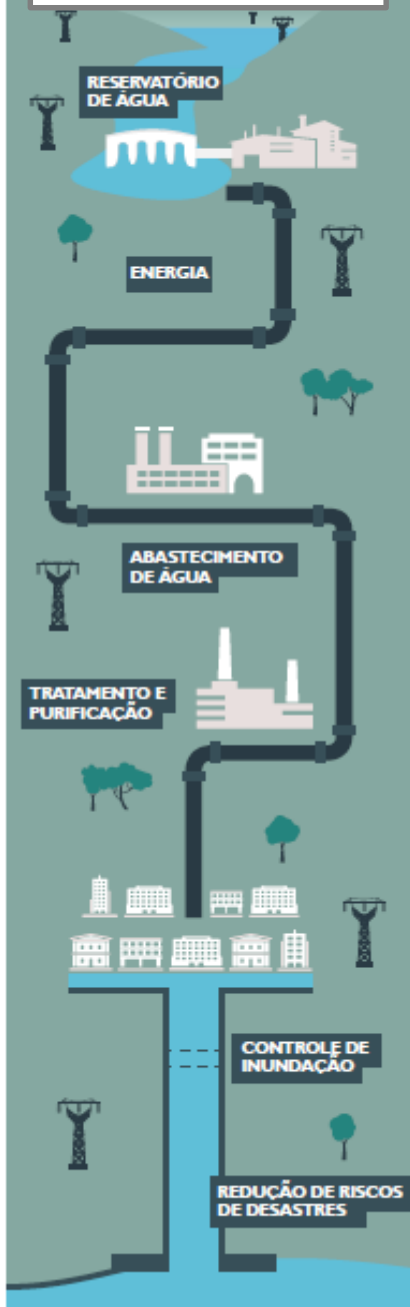 RESERVATÓRIO
DE ÁGUA
ENERGIA
ABASTECIMENTO
DE ÁGUA
TRATAMENTO E
PURIFICAÇÃO
CONTROLE DE
INUNDAÇÃO
REDUÇÃO DE RISCOS
DE DESASTRES